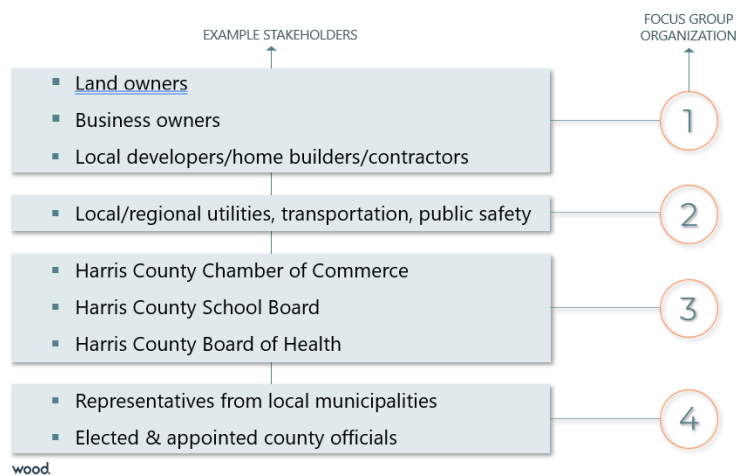 EXAMPLE STAKEHOLDERS
FOCUS GROUP
ORGANIZATION
Land owners
Business owners
Local developers/home builders/contractors
1
Local/regional utilities, transportation, public safety
2
Harris County Chamber of Commerce
Harris County School Board
Harris County Board of Health
3
Representatives from local municipalities
Elected & appointed county officials
4
wood.